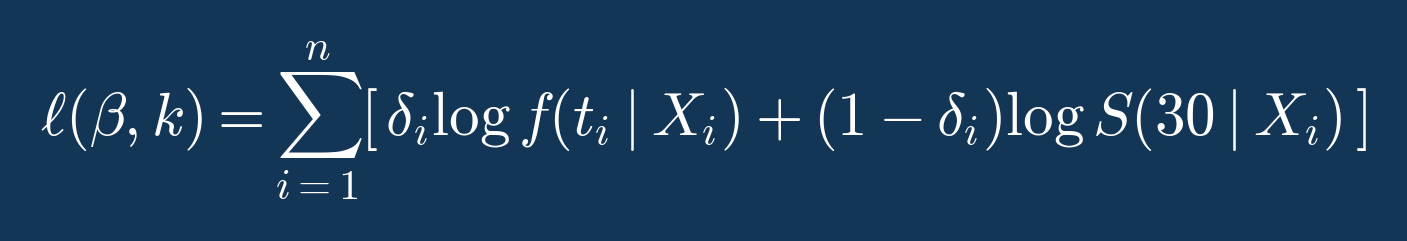 ℓ(β, k) = ∑_{i=1}^{n} [ δ_i log f(t_i | X_i) + (1 − δ_i) log S(30 | X_i) ]